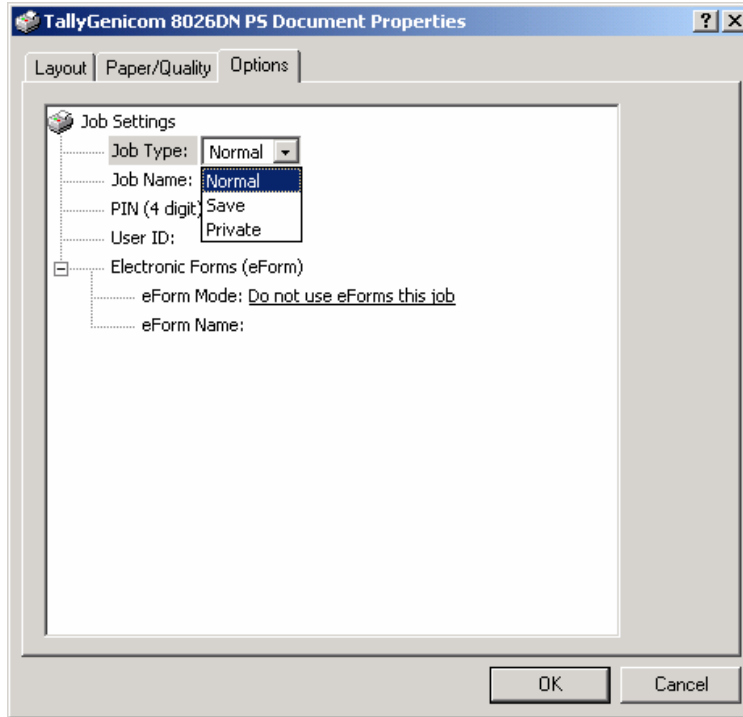 TallyGenicom 8026DN PS Document Properties
Layout Paper/Quality Options
Job Settings
Job Type: Normal
Job Name: Normal
PIN (4 digit) Save
Private
User ID:
Electronic Forms (eForm)
eForm Mode: Do not use eForms this job
eForm Name:
OK Cancel